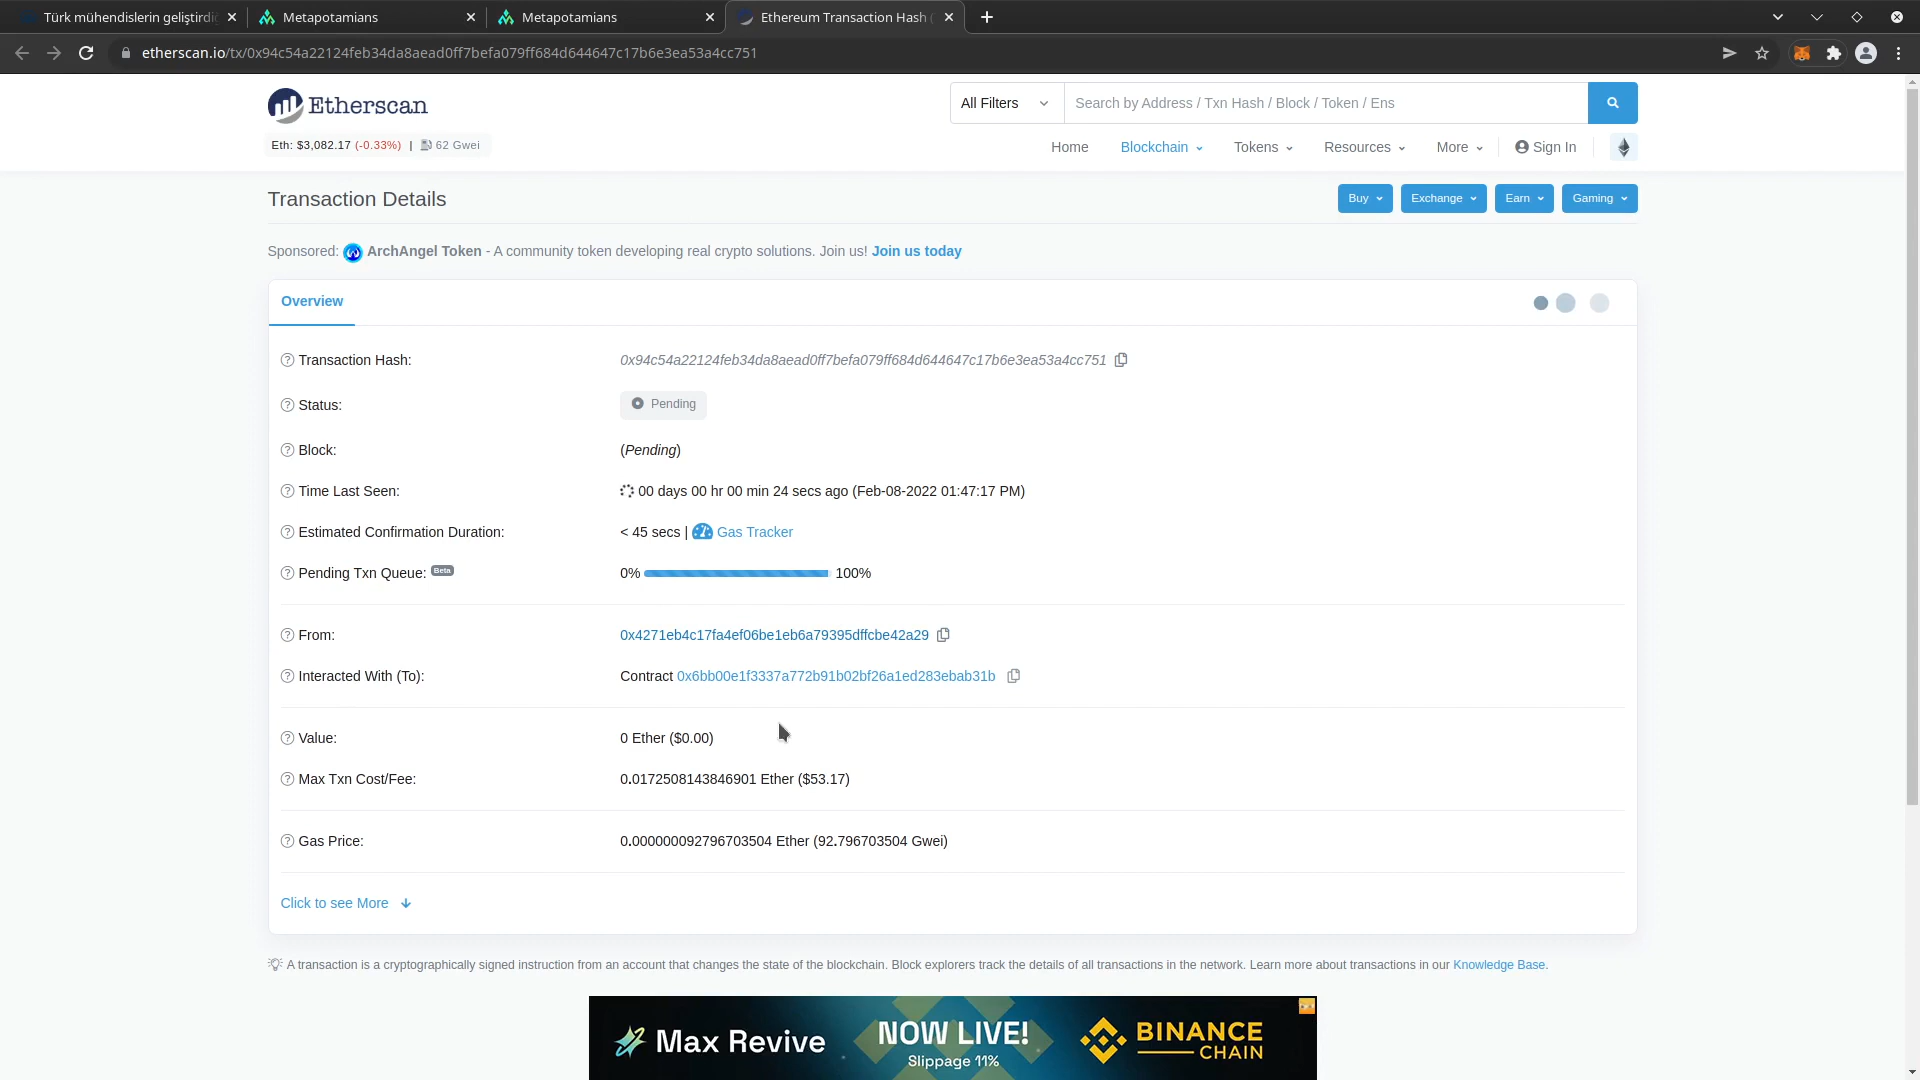 Türk mühendislerin geliştirdiğ
Metapotamians
Metapotamians
Ethereum Transaction Hash (
etherscan.io/tx/0x94c54a22124feb34da8aead0ff7befa079ff684d644647c17b6e3ea53a4cc751
Etherscan
All Filters
Search by Address / Txn Hash / Block / Token / Ens
Eth: $3,082.17 (-0.33%) | 62 Gwei
Home Blockchain Tokens Resources More Sign In
Transaction Details
Buy Exchange Earn Gaming
Sponsored: ArchAngel Token - A community token developing real crypto solutions. Join us! Join us today
Overview
Transaction Hash: 0x94c54a22124feb34da8aead0ff7befa079ff684d644647c17b6e3ea53a4cc751
Status: Pending
Block: (Pending)
Time Last Seen: 00 days 00 hr 00 min 24 secs ago (Feb-08-2022 01:47:17 PM)
Estimated Confirmation Duration: < 45 secs | Gas Tracker
Pending Txn Queue: Beta 0% 100%
From: 0x4271eb4c17fa4ef06be1eb6a79395dffcbe42a29
Interacted With (To): Contract 0x6bb00e1f3337a772b91b02bf26a1ed283ebab31b
Value: 0 Ether ($0.00)
Max Txn Cost/Fee: 0.0172508143846901 Ether ($53.17)
Gas Price: 0.000000092796703504 Ether (92.796703504 Gwei)
Click to see More
A transaction is a cryptographically signed instruction from an account that changes the state of the blockchain. Block explorers track the details of all transactions in the network. Learn more about transactions in our Knowledge Base.
Max Revive
NOW LIVE!
Slippage 11%
BINANCE
CHAIN